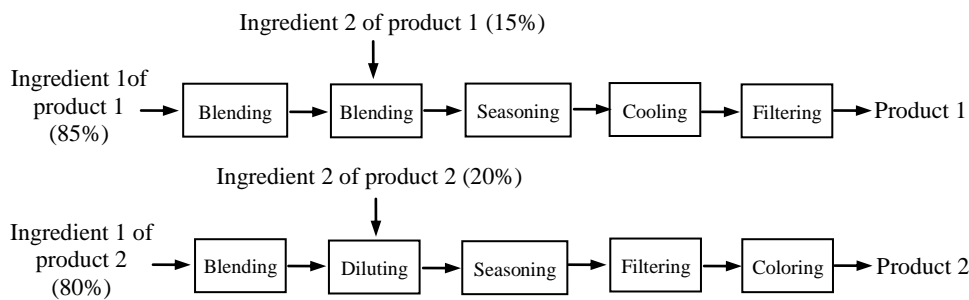 Ingredient 2 of product 1 (15%)
Ingredient 1of
product 1
(85%)
Blending
Blending
Seasoning
Cooling
Filtering
Product 1
Ingredient 2 of product 2 (20%)
Ingredient 1 of
product 2
(80%)
Blending
Diluting
Seasoning
Filtering
Coloring
Product 2